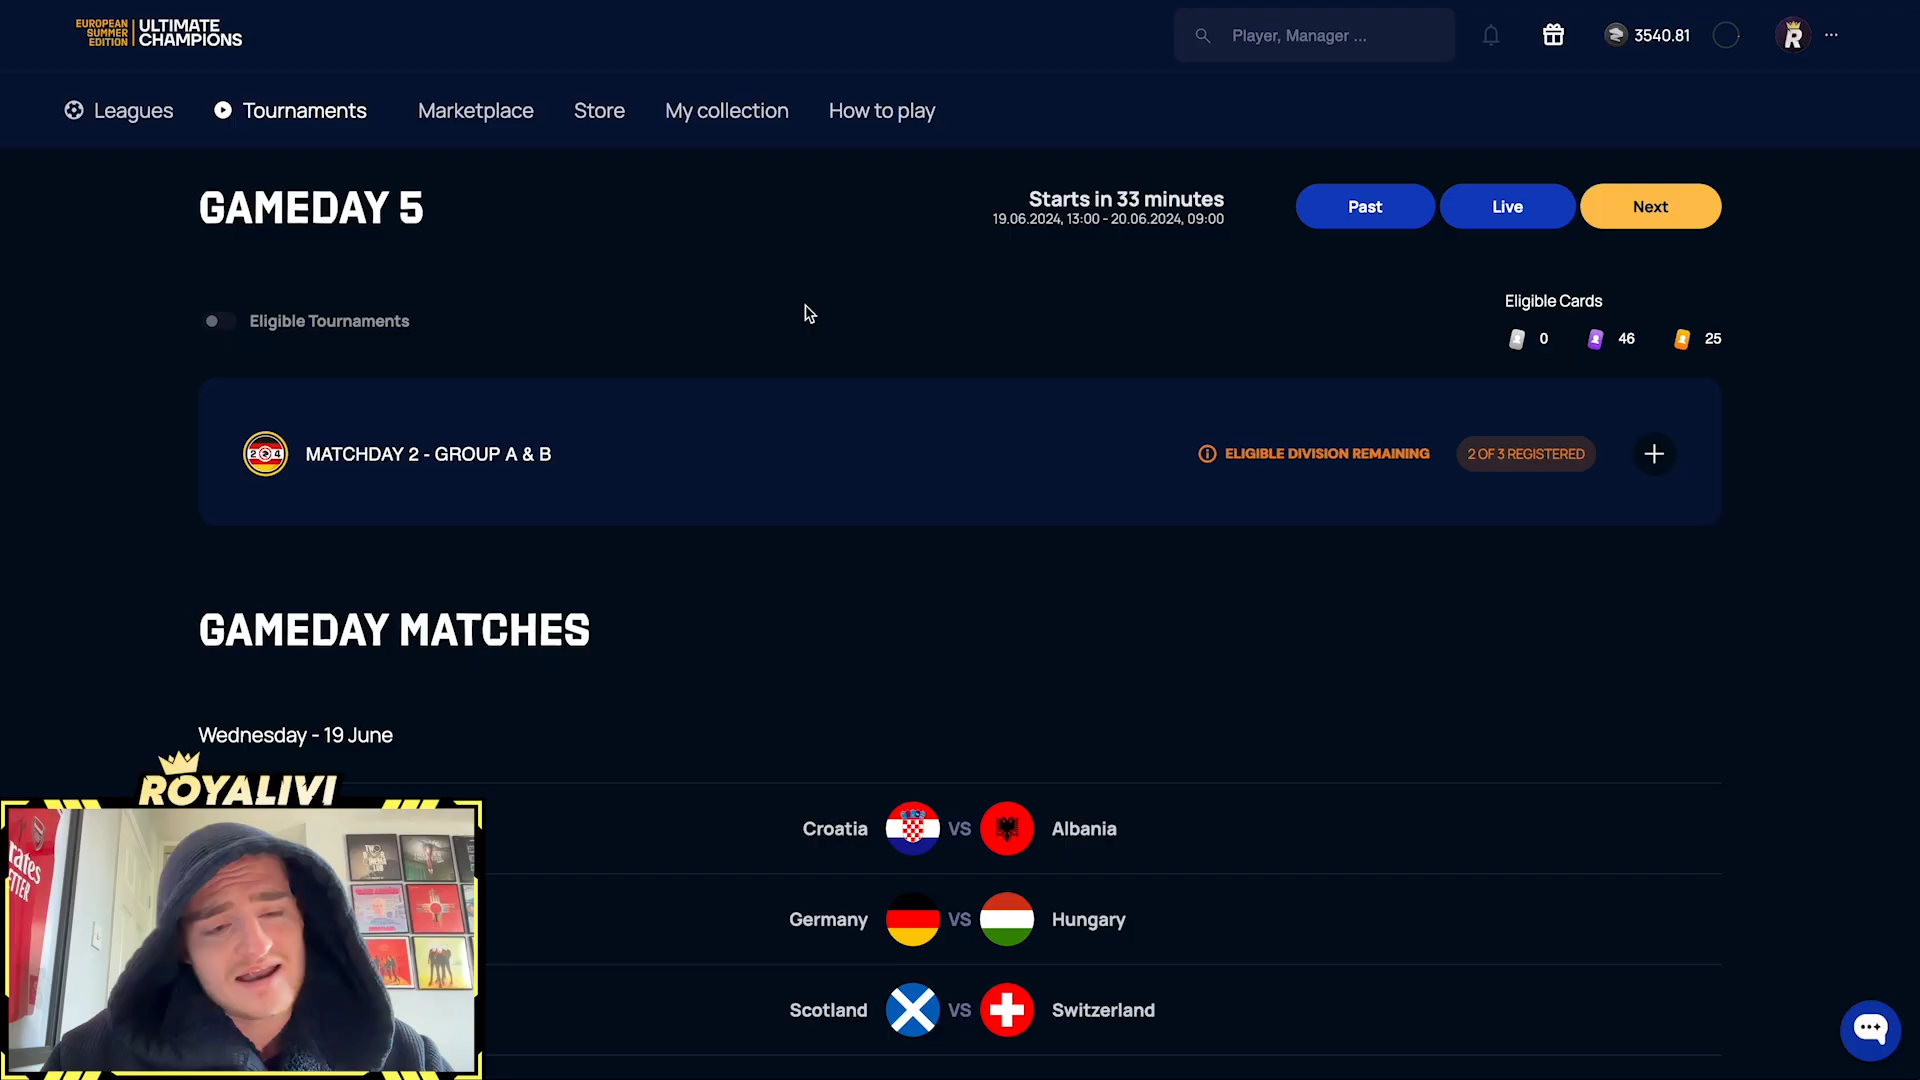 EUROPEAN
SUMMER
EDITION
ULTIMATE
CHAMPIONS
Player, Manager ...
3540.81
R
Leagues
Tournaments
Marketplace
Store
My collection
How to play
GAMEDAY 5
Starts in 33 minutes
19.06.2024, 13:00 - 20.06.2024, 09:00
Past
Live
Next
Eligible Tournaments
Eligible Cards
0
46
25
MATCHDAY 2 - GROUP A & B
ELIGIBLE DIVISION REMAINING
2 OF 3 REGISTERED
GAMEDAY MATCHES
Wednesday - 19 June
Croatia VS Albania
Germany VS Hungary
Scotland VS Switzerland
ROYALIVI